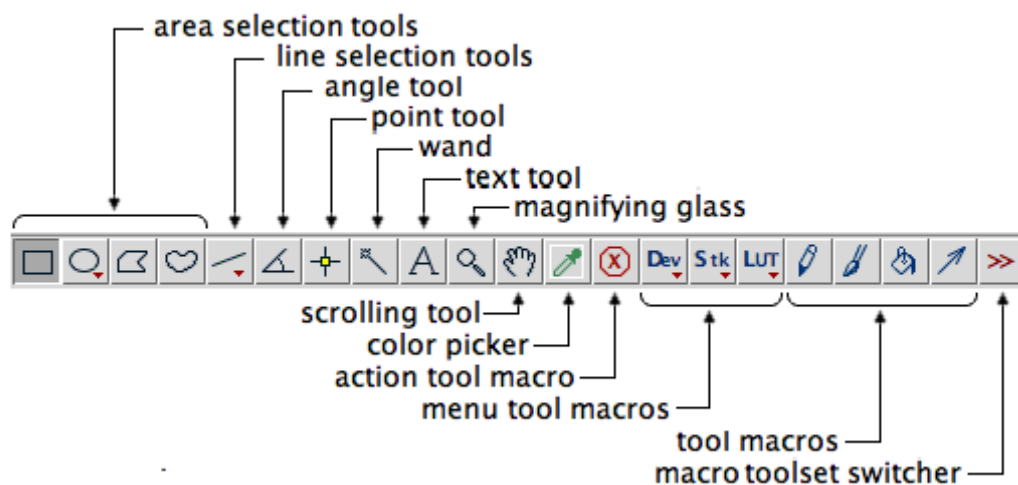 area selection tools
line selection tools
angle tool
point tool
wand
text tool
magnifying glass
A Dev Stk LUT >>
scrolling tool
color picker
action tool macro
menu tool macros
tool macros
macro toolset switcher